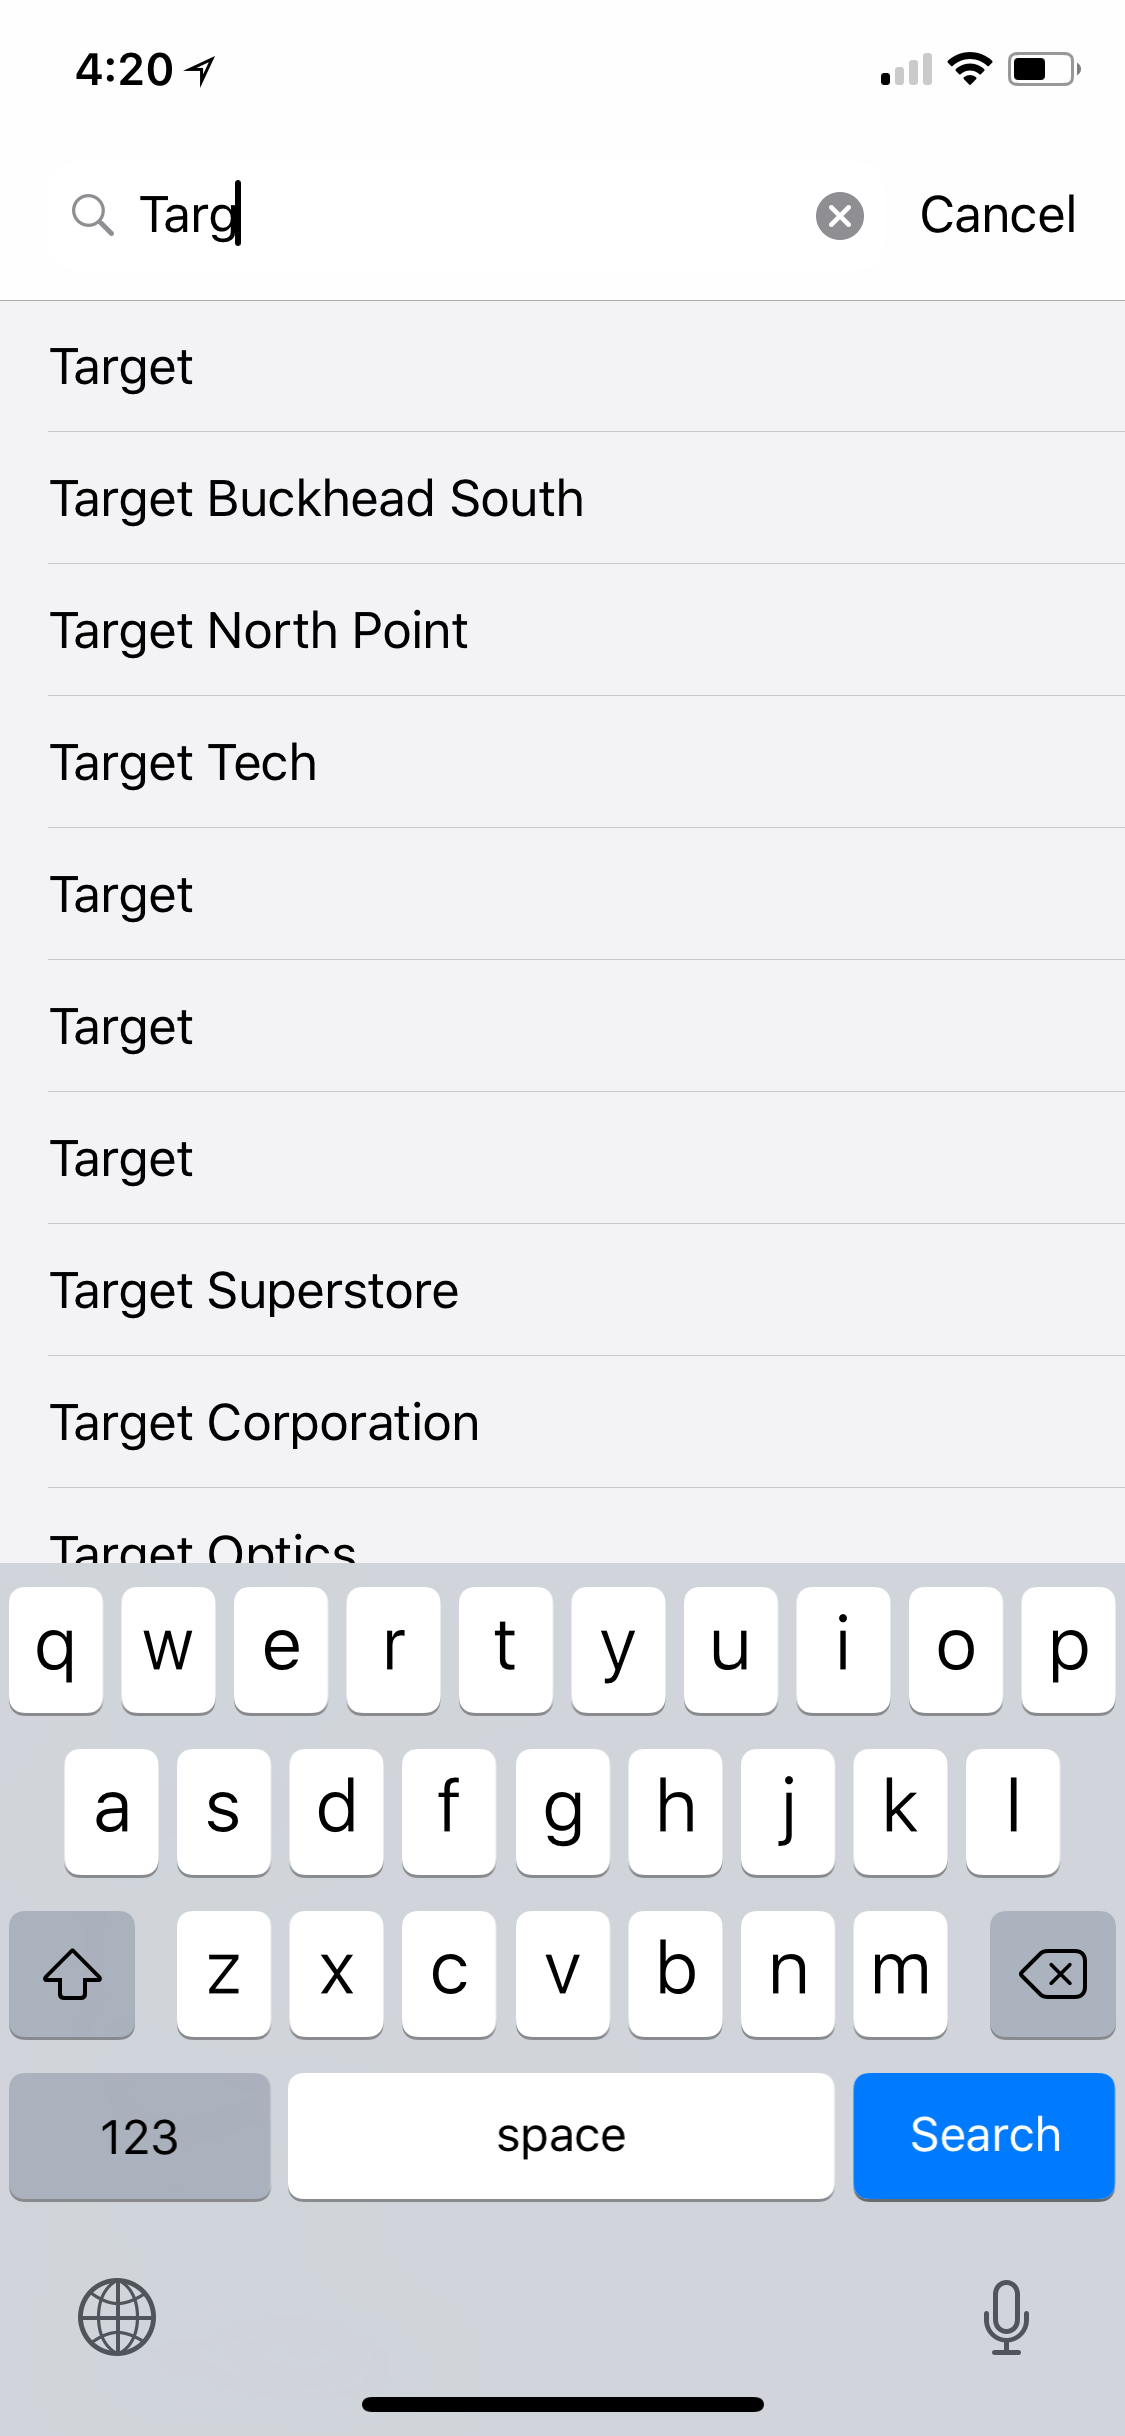 4:20
Targ
Cancel
Target
Target Buckhead South
Target North Point
Target Tech
Target
Target
Target
Target Superstore
Target Corporation
Target Optics
q w e r t y u i o p
a s d f g h j k l
z x c v b n m
123 space Search